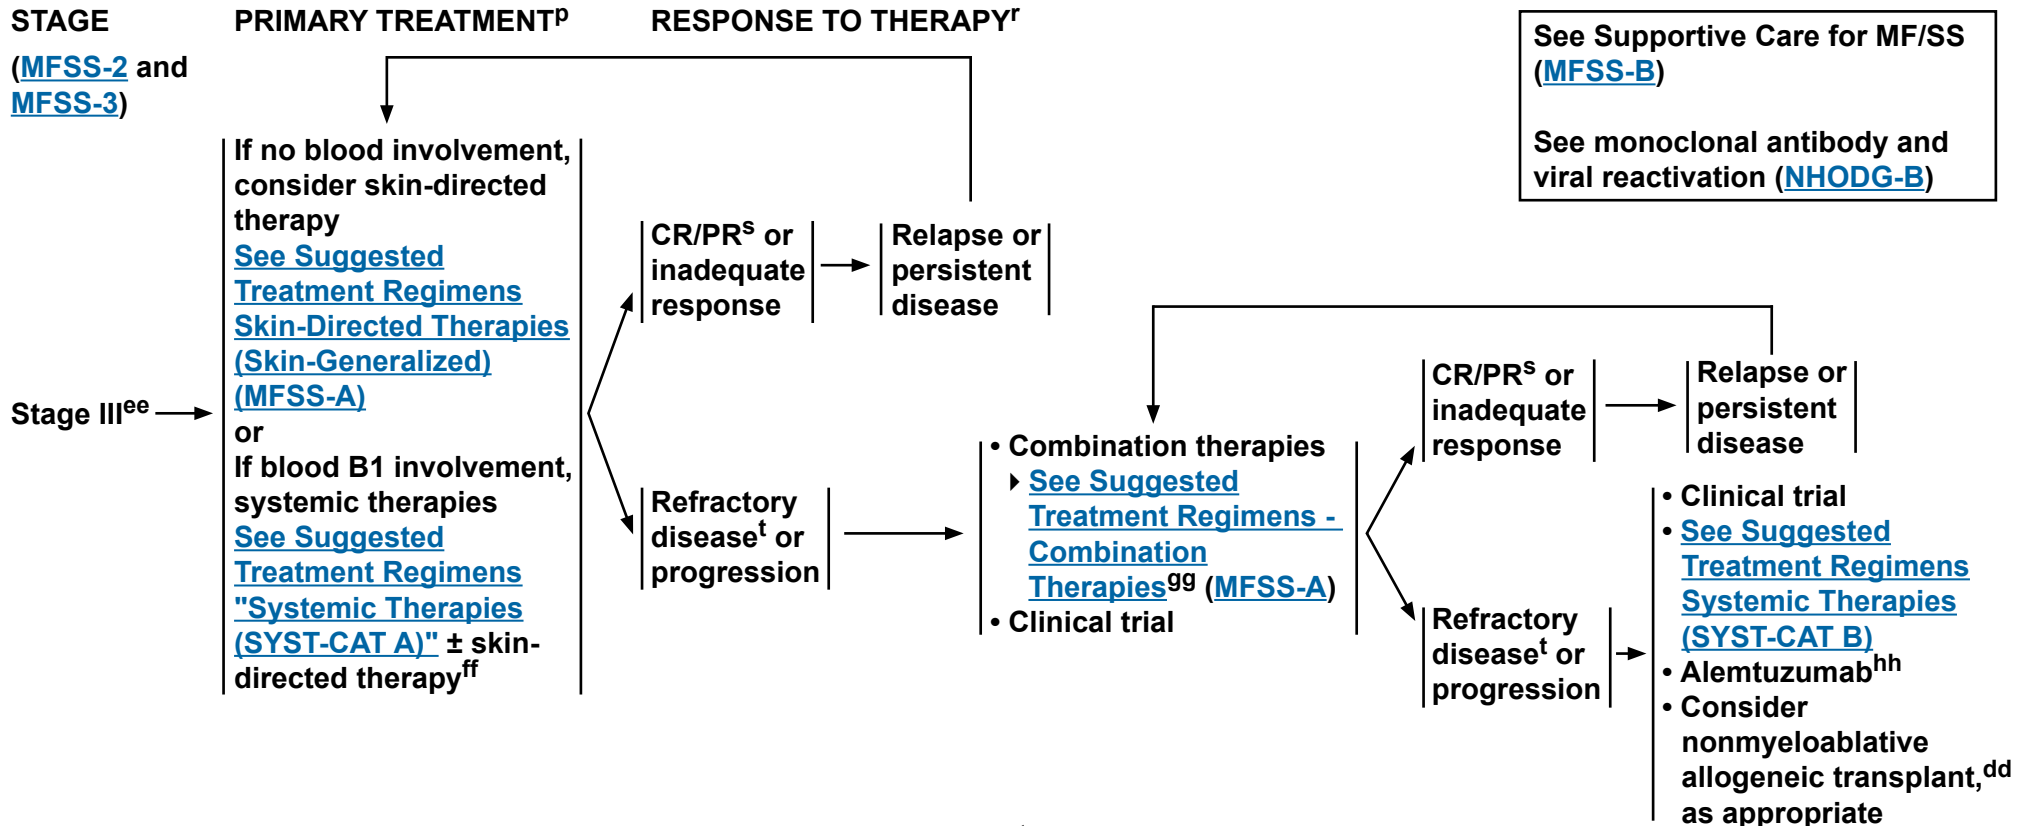 STAGE
(MFSS-2 and
MFSS-3)
PRIMARY TREATMENTp
RESPONSE TO THERAPYr
See Supportive Care for MF/SS
(MFSS-B)
See monoclonal antibody and
viral reactivation (NHODG-B)
Stage IIIee
If no blood involvement,
consider skin-directed
therapy
See Suggested
Treatment Regimens
Skin-Directed Therapies
(Skin-Generalized)
(MFSS-A)
or
If blood B1 involvement,
systemic therapies
See Suggested
Treatment Regimens
"Systemic Therapies
(SYST-CAT A)" ± skin-
directed therapyff
CR/PRs or
inadequate
response
Relapse or
persistent
disease
Refractory
diseaset or
progression
• Combination therapies
See Suggested
Treatment Regimens -
Combination
Therapiesgg (MFSS-A)
• Clinical trial
CR/PRs or
inadequate
response
Relapse or
persistent
disease
Refractory
diseaset or
progression
• Clinical trial
• See Suggested
Treatment Regimens
Systemic Therapies
(SYST-CAT B)
• Alemtuzumabhh
• Consider
nonmyeloablative
allogeneic transplant,dd
as appropriate